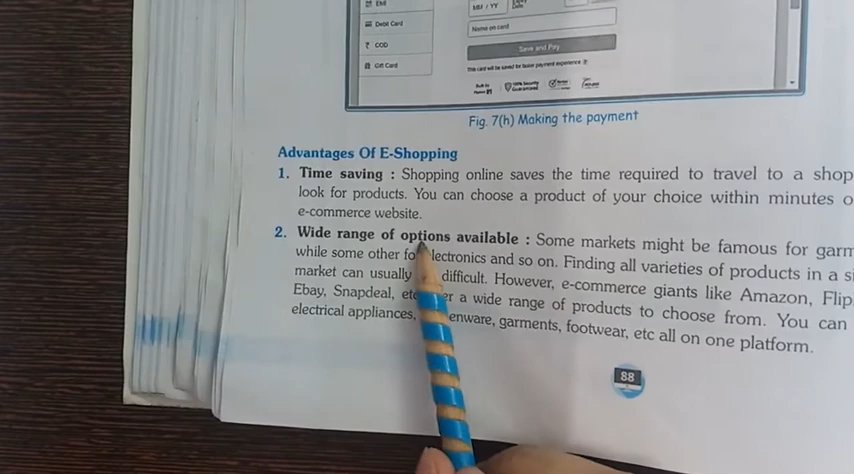 EMI
MM / YY
Debit Card
Name on card
₹ COD
Save and Pay
Gift Card
This card will be saved for faster payment experience
100% Security
Fig. 7(h) Making the payment
Advantages Of E-Shopping
1. Time saving : Shopping online saves the time required to travel to a shop
look for products. You can choose a product of your choice within minutes o
e-commerce website.
2. Wide range of options available : Some markets might be famous for garm
while some other fo lectronics and so on. Finding all varieties of products in a si
market can usually difficult. However, e-commerce giants like Amazon, Flip
Ebay, Snapdeal, etc er a wide range of products to choose from. You can
electrical appliances, enware, garments, footwear, etc all on one platform.
88